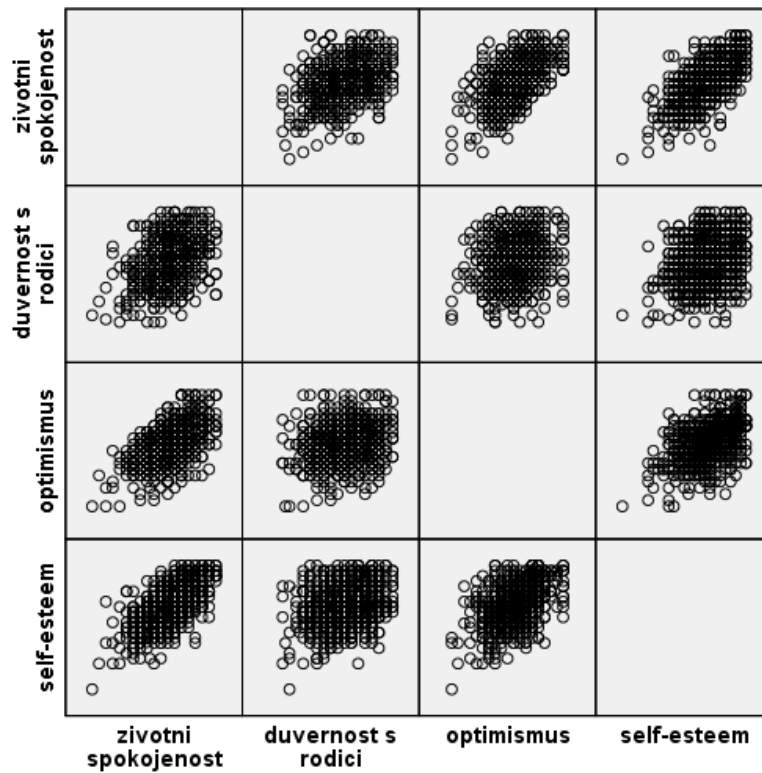 zivotni
spokojenost
duvernost s
rodici
optimismus
self-esteem
zivotni
spokojenost
duvernost s
rodici
optimismus
self-esteem